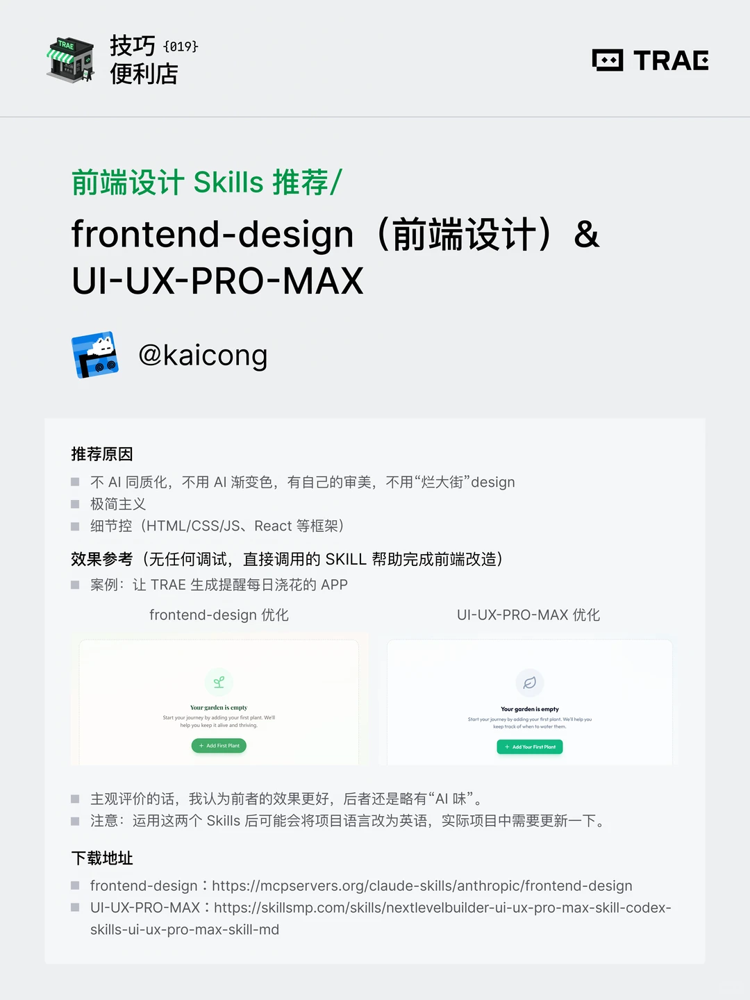 TRAE
技巧 {019}
便利店
TRAE
前端设计 Skills 推荐/
frontend-design（前端设计）&
UI-UX-PRO-MAX
@kaicong
推荐原因
不 AI 同质化，不用 AI 渐变色，有自己的审美，不用“烂大街”design
极简主义
细节控（HTML/CSS/JS、React 等框架）
效果参考（无任何调试，直接调用的 SKILL 帮助完成前端改造）
案例：让 TRAE 生成提醒每日浇花的 APP
frontend-design 优化
Your garden is empty
Start your journey by adding your first plant. We'll
help you keep it alive and thriving.
+ Add First Plant
UI-UX-PRO-MAX 优化
Your garden is empty
Start your journey by adding your first plant. We'll help you
keep track of when to water them.
+ Add Your First Plant
主观评价的话，我认为前者的效果更好，后者还是略有“AI 味”。
注意：运用这两个 Skills 后可能会将项目语言改为英语，实际项目中需要更新一下。
下载地址
frontend-design：https://mcpservers.org/claude-skills/anthropic/frontend-design
UI-UX-PRO-MAX：https://skillsmp.com/skills/nextlevelbuilder-ui-ux-pro-max-skill-codex-
skills-ui-ux-pro-max-skill-md